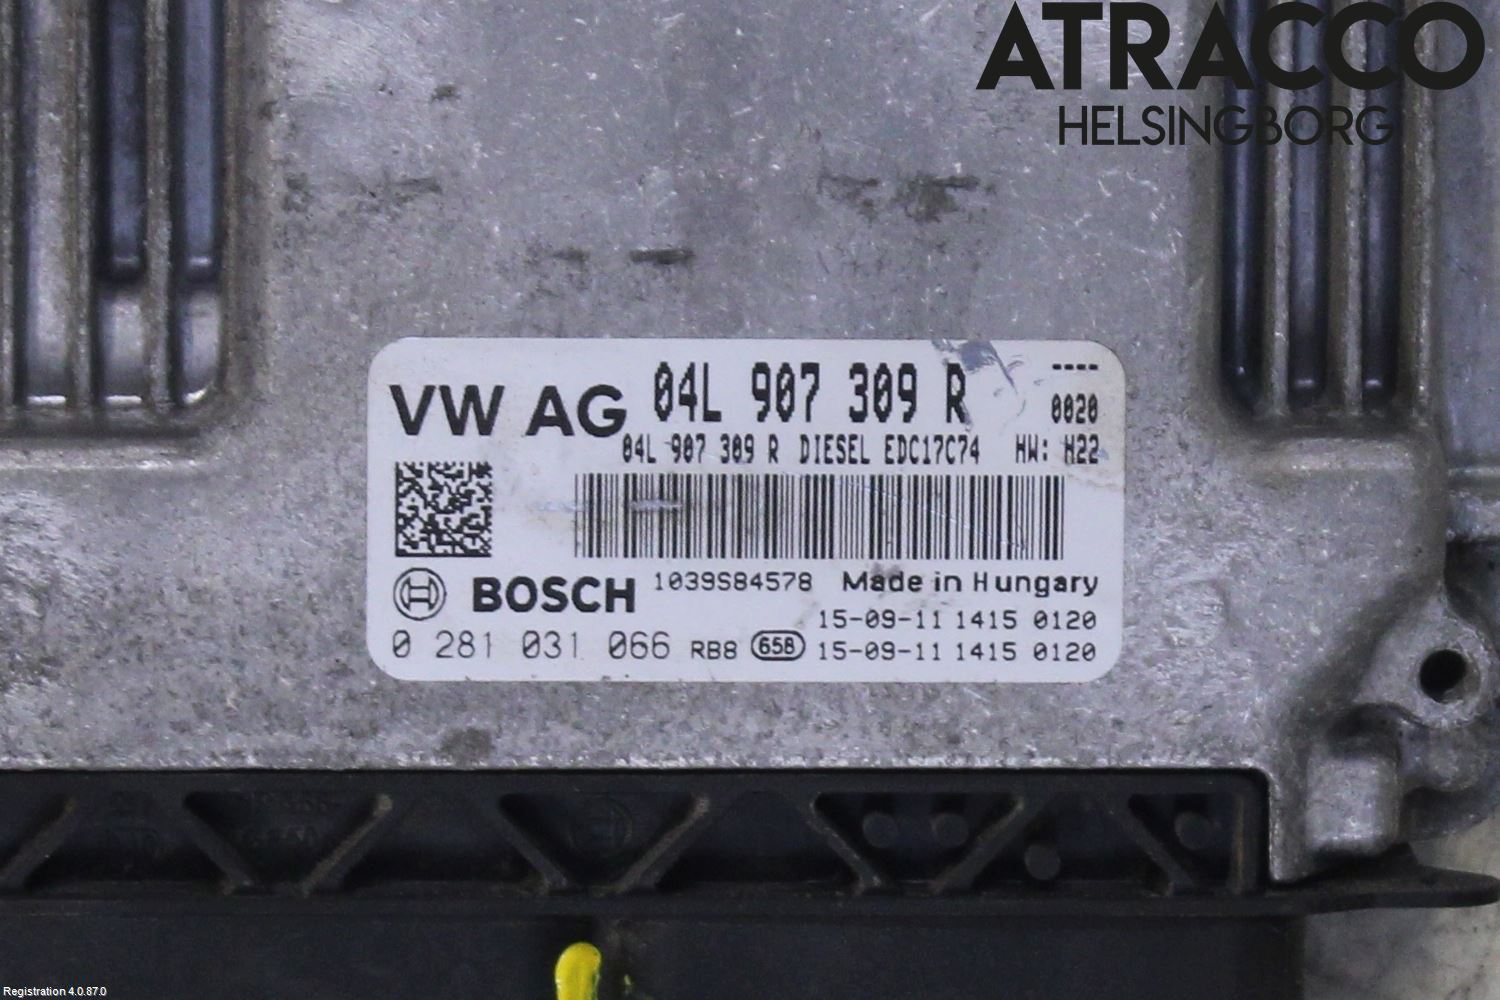 ATRACCO
HELSINGBORG
VW AG 04L 907 309 R ----
0020
04L 907 309 R DIESEL EDC17C74 HW: H22
BOSCH 1039S84578 Made in Hungary
15-09-11 1415 0120
0 281 031 066 RB8 658 15-09-11 1415 0120
Registration 4.0.87.0